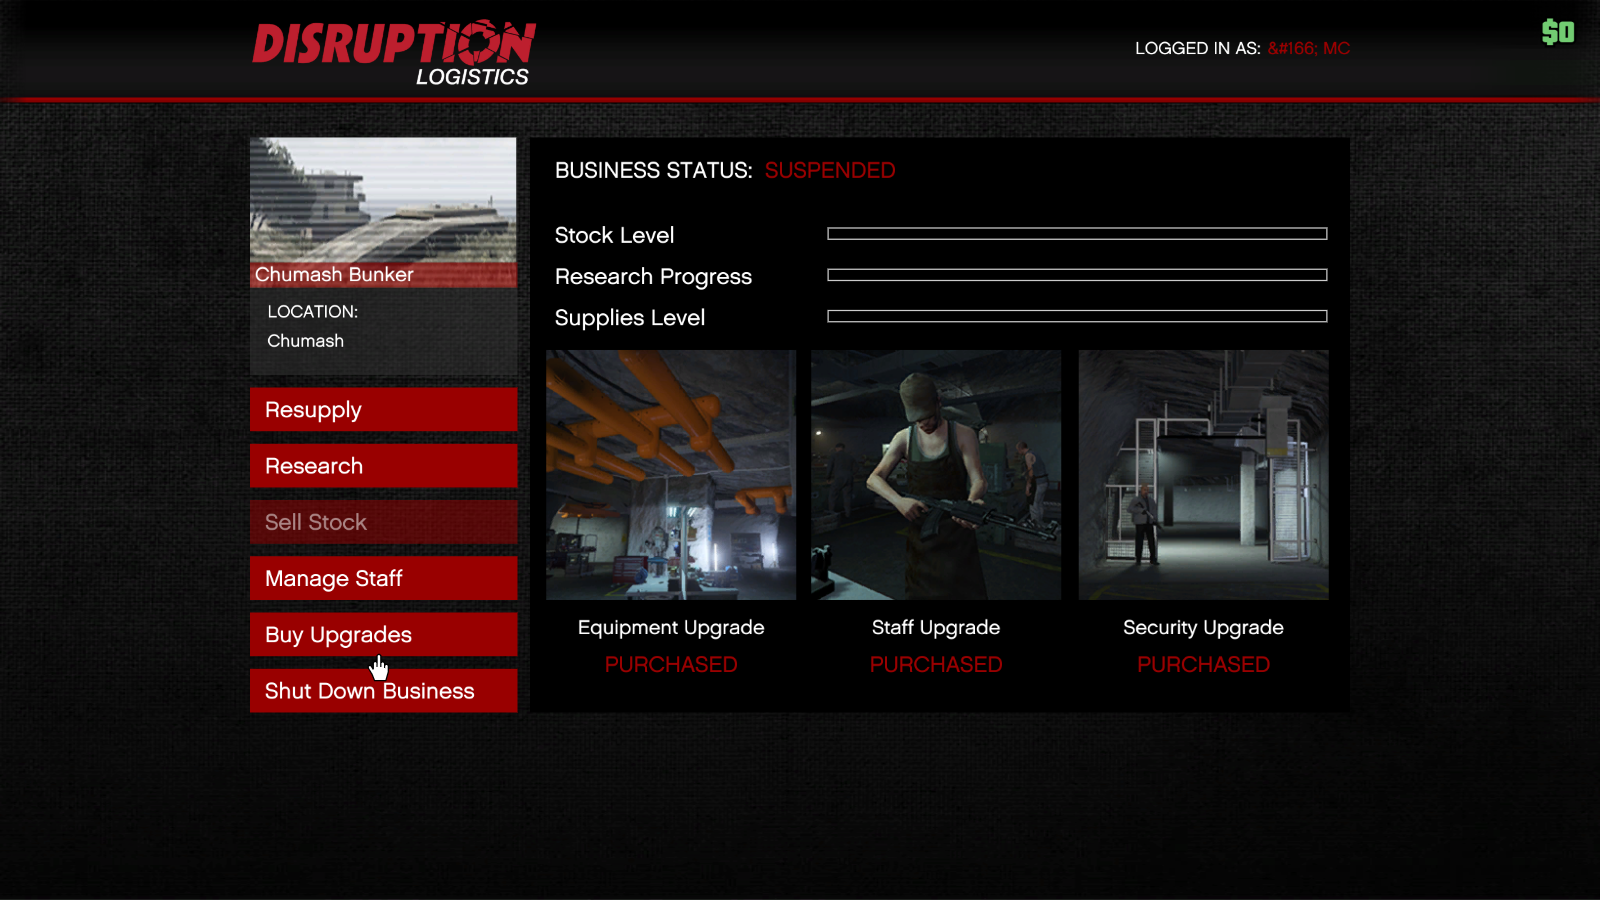 DISRUPTION
LOGISTICS
LOGGED IN AS: &#166; MC
$0
Chumash Bunker
LOCATION:
Chumash
Resupply
Research
Sell Stock
Manage Staff
Buy Upgrades
Shut Down Business
BUSINESS STATUS: SUSPENDED
Stock Level
Research Progress
Supplies Level
Equipment Upgrade
PURCHASED
Staff Upgrade
PURCHASED
Security Upgrade
PURCHASED